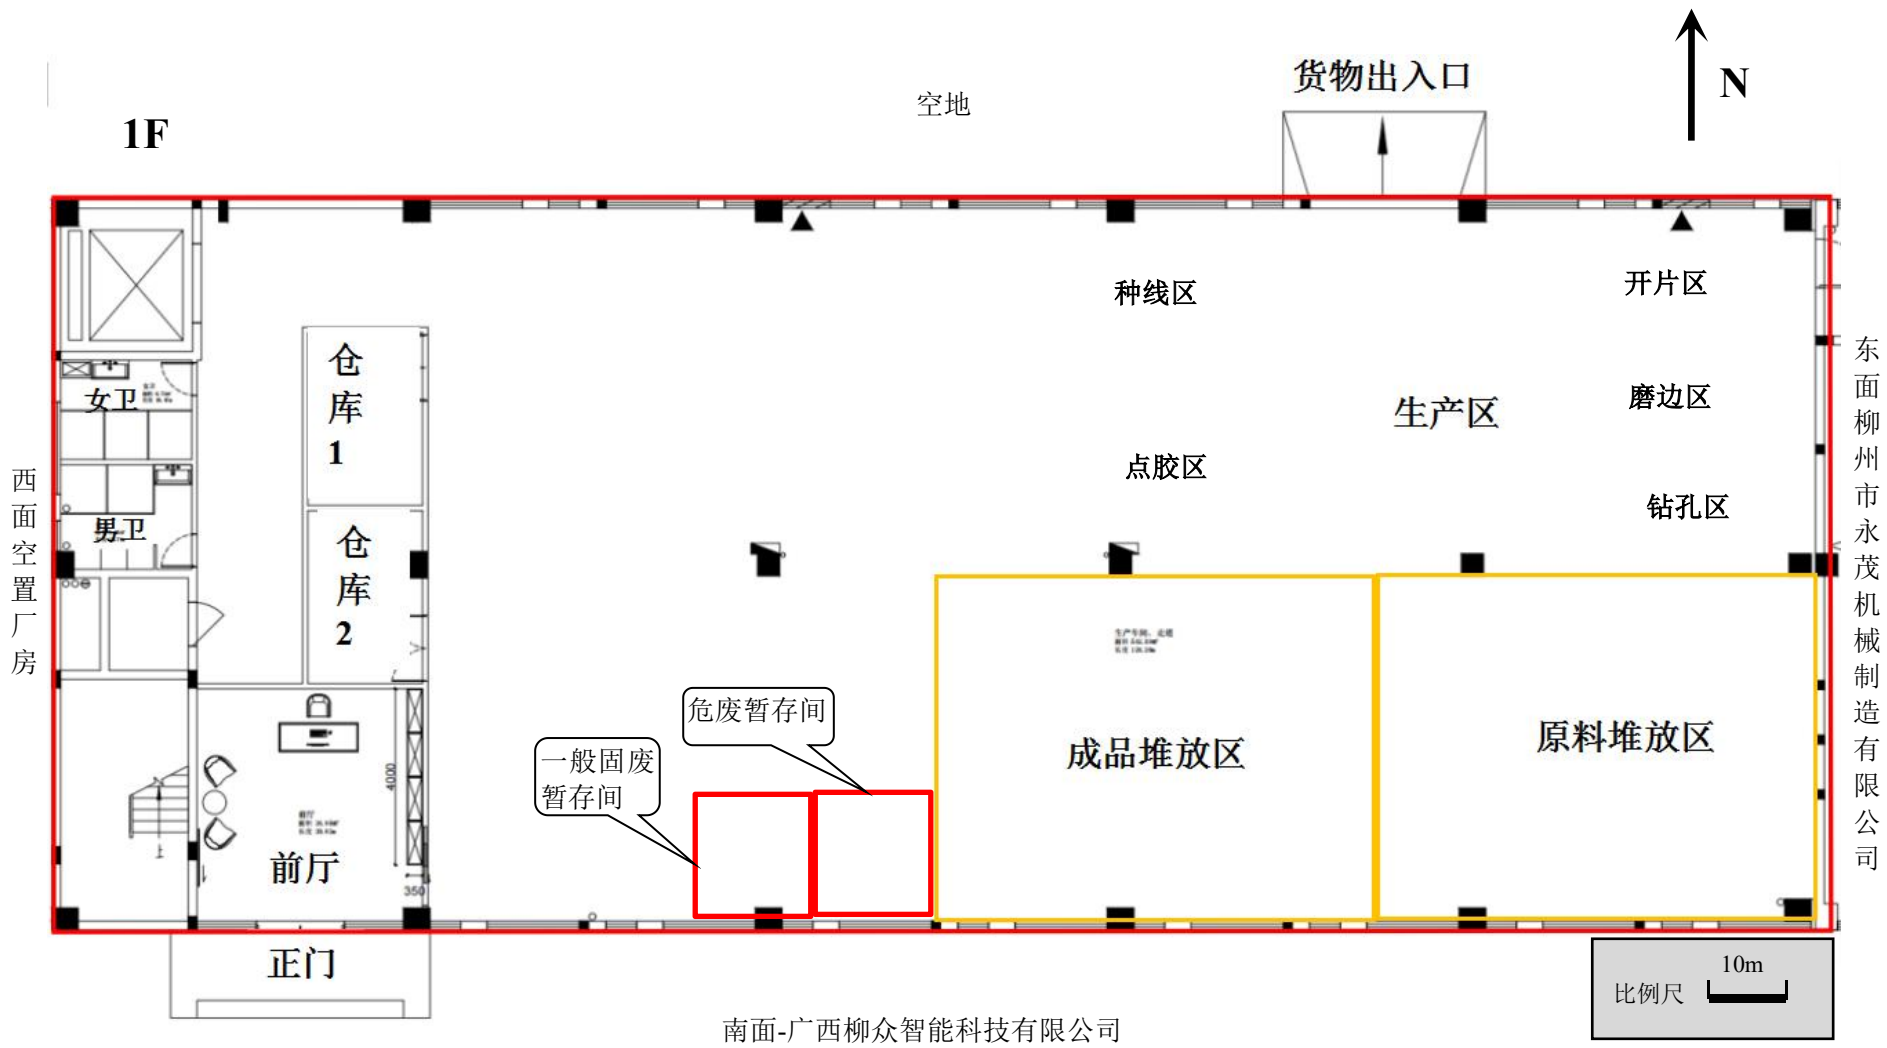 货物出入口
N
空地
1F
种线区
开片区
仓库1
女卫
生产区
磨边区
点胶区
钻孔区
男卫
仓库2
东面柳州市永茂机械制造有限公司
西面空置厂房
危废暂存间
一般固废
暂存间
成品堆放区
原料堆放区
4000
前厅
上
350
正门
10m
比例尺
南面-广西柳众智能科技有限公司